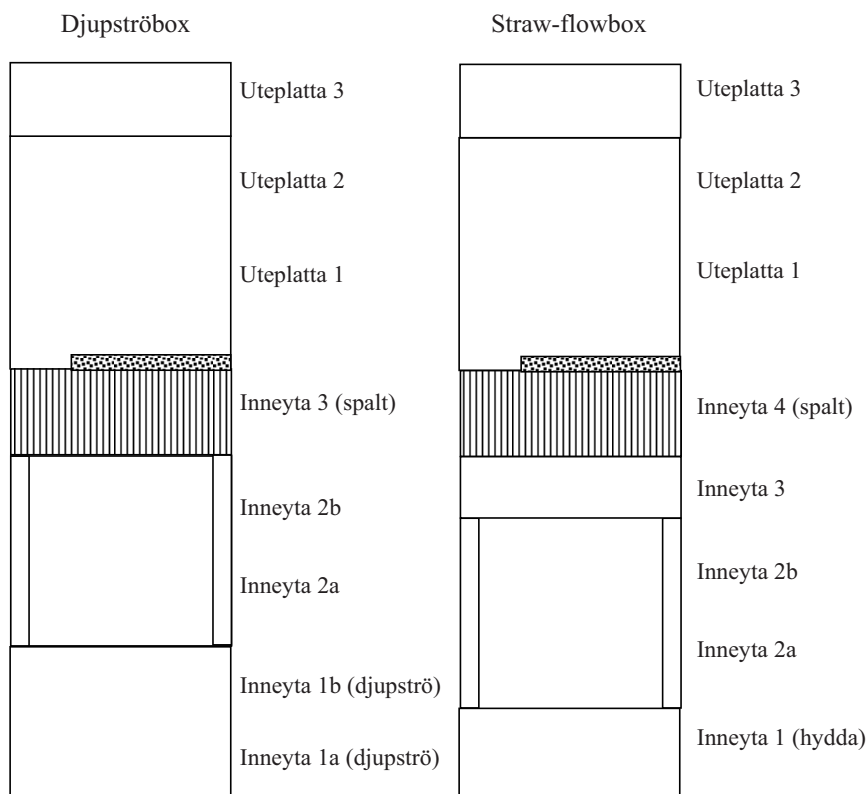 Djupströbox
Uteplatta 3
Uteplatta 2
Uteplatta 1
Inneyta 3 (spalt)
Inneyta 2b
Inneyta 2a
Inneyta 1b (djupströ)
Inneyta 1a (djupströ)
Straw-flowbox
Uteplatta 3
Uteplatta 2
Uteplatta 1
Inneyta 4 (spalt)
Inneyta 3
Inneyta 2b
Inneyta 2a
Inneyta 1 (hydda)